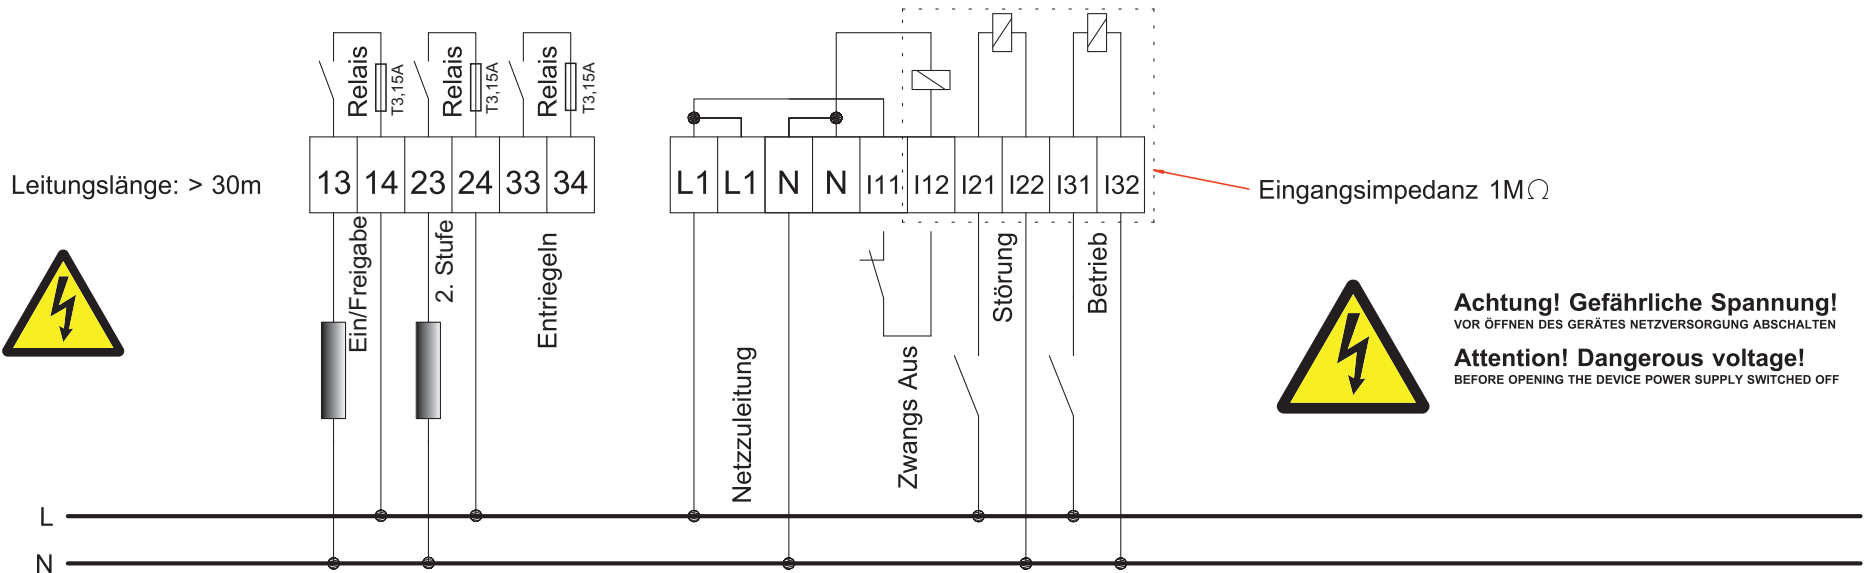 Relais
T3,15A
Relais
T3,15A
Relais
T3,15A
Leitungslänge: > 30m
13 14 23 24 33 34
L1 L1 N N I11 I12 I21 I22 I31 I32
Eingangsimpedanz 1MΩ
Ein/Freigabe
2. Stufe
Entriegeln
Netzzuleitung
Zwangs Aus
Störung
Betrieb
Achtung! Gefährliche Spannung!
VOR ÖFFNEN DES GERÄTES NETZVERSORGUNG ABSCHALTEN
Attention! Dangerous voltage!
BEFORE OPENING THE DEVICE POWER SUPPLY SWITCHED OFF
L
N